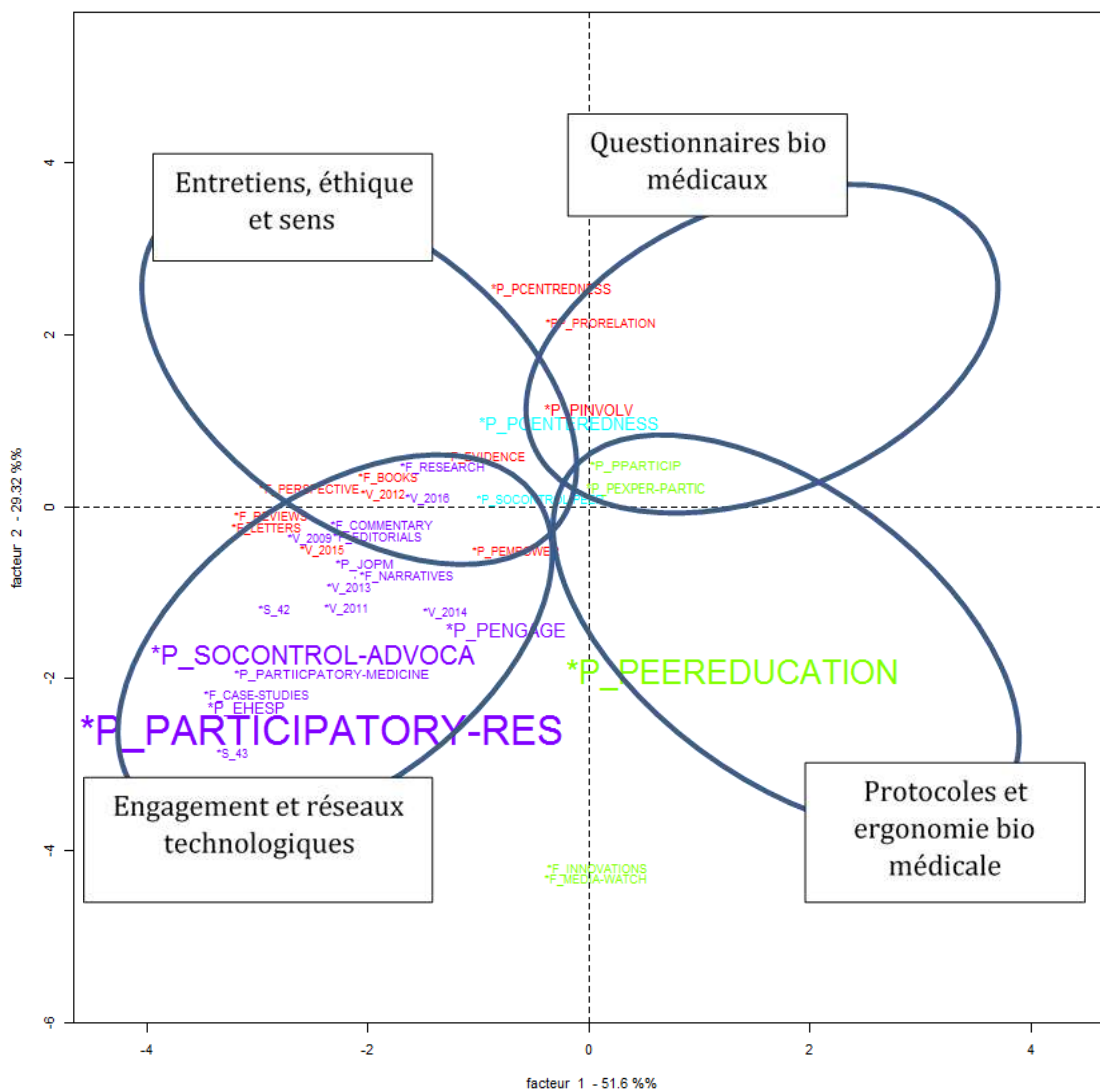 4
2
0
-2
-4
-6
facteur 2 - 29.32 %%
Entretiens, éthique
et sens
Questionnaires bio
médicaux
*P_PCENTREDNESS
*PF_PRORELATION
*P_PINVOLV
*P_PCENTEREDNESS
*F_EVIDENCE
*F_RESEARCH
*P_PPARTICIP
*F_BOOKS
*F_PERSPECTIVE
*V_2012
*V_2016
*P_PEXPER-PARTIC
*F_REVIEWS
*F_LETTERS
*F_COMMENTARY
*V_2009
*F_EDITORIALS
*V_2015
*P_PEMPOWER
*P_JOPM
*F_NARRATIVES
*V_2013
*S_42
*V_2011
*V_2014
*P_PENGAGE
*P_SOCONTROL-ADVOCA
*P_PARTIICPATORY-MEDICINE
*P_PEEREDUCATION
*F_CASE-STUDIES
*P_EHESP
*P_PARTICIPATORY-RES
*S_43
Engagement et réseaux
technologiques
Protocoles et
ergonomie bio
médicale
*F_INNOVATIONS
*F_MEDIA-WATCH
-4
-2
0
2
4
facteur 1 - 51.6 %%